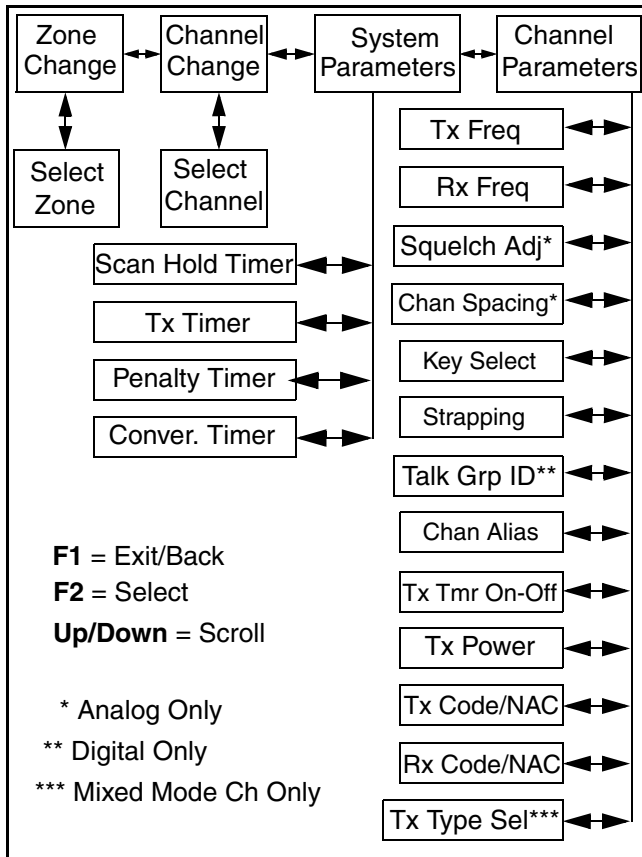 Zone
Change
Channel
Change
System
Parameters
Channel
Parameters
Select
Zone
Select
Channel
Scan Hold Timer
Tx Timer
Penalty Timer
Conver. Timer
Tx Freq
Rx Freq
Squelch Adj*
Chan Spacing*
Key Select
Strapping
Talk Grp ID**
Chan Alias
Tx Tmr On-Off
Tx Power
Tx Code/NAC
Rx Code/NAC
Tx Type Sel***
F1 = Exit/Back
F2 = Select
Up/Down = Scroll
* Analog Only
** Digital Only
*** Mixed Mode Ch Only